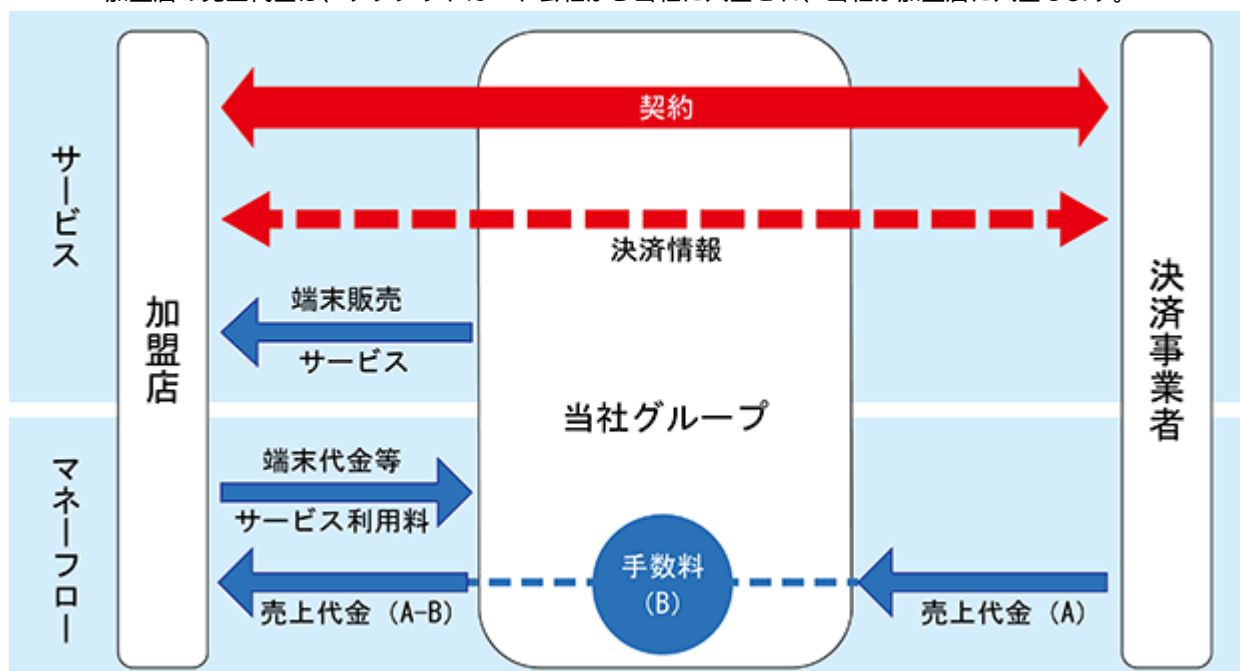 契約
決済情報
サービス
端末販売
サービス
加盟店
当社グループ
決済事業者
マネーフロー
端末代金等
サービス利用料
手数料
(B)
売上代金 (A-B)
売上代金 (A)